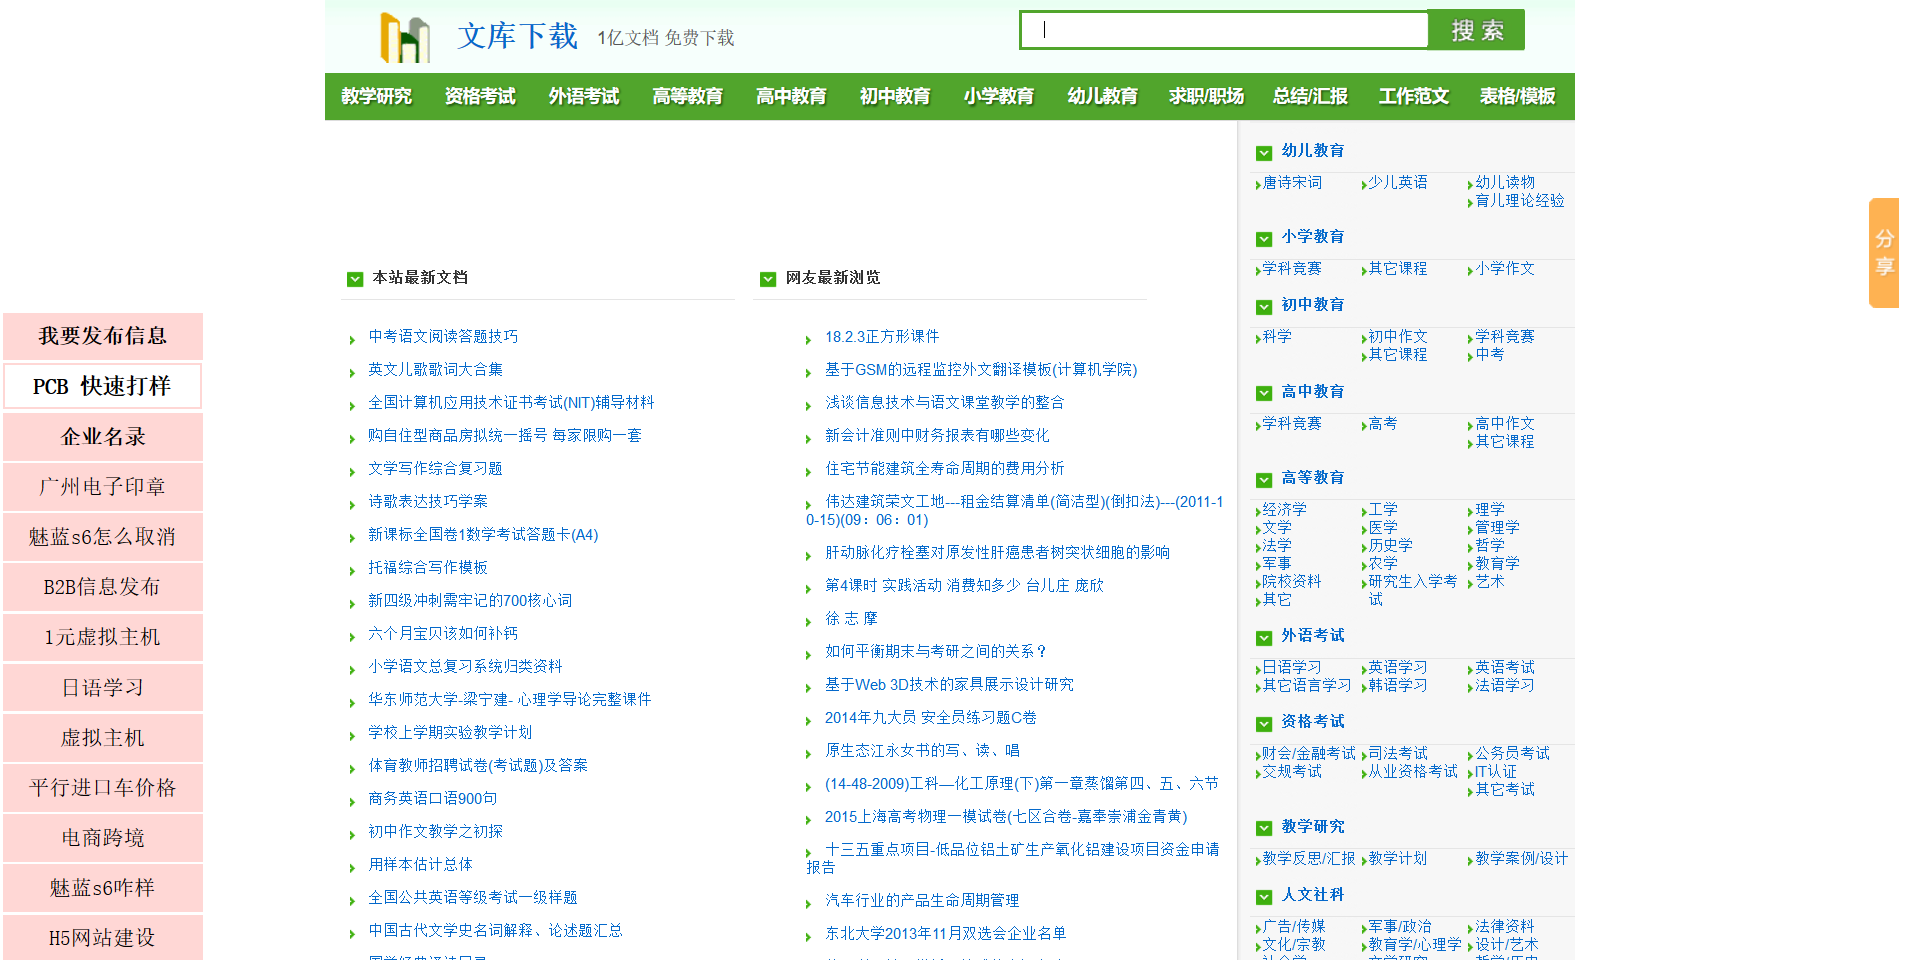 文库下载 1亿文档 免费下载
搜 索
教学研究 资格考试 外语考试 高等教育 高中教育 初中教育 小学教育 幼儿教育 求职/职场 总结/汇报 工作范文 表格/模板
分享
我要发布信息
PCB 快速打样
企业名录
广州电子印章
魅蓝s6怎么取消
B2B信息发布
1元虚拟主机
日语学习
虚拟主机
平行进口车价格
电商跨境
魅蓝s6咋样
H5网站建设
本站最新文档
中考语文阅读答题技巧
英文儿歌歌词大合集
全国计算机应用技术证书考试(NIT)辅导材料
购自住型商品房拟统一摇号 每家限购一套
文学写作综合复习题
诗歌表达技巧学案
新课标全国卷1数学考试答题卡(A4)
托福综合写作模板
新四级冲刺需牢记的700核心词
六个月宝贝该如何补钙
小学语文总复习系统归类资料
华东师范大学-梁宁建- 心理学导论完整课件
学校上学期实验教学计划
体育教师招聘试卷(考试题)及答案
商务英语口语900句
初中作文教学之初探
用样本估计总体
全国公共英语等级考试一级样题
中国古代文学史名词解释、论述题汇总
网友最新浏览
18.2.3正方形课件
基于GSM的远程监控外文翻译模板(计算机学院)
浅谈信息技术与语文课堂教学的整合
新会计准则中财务报表有哪些变化
住宅节能建筑全寿命周期的费用分析
伟达建筑荣文工地---租金结算清单(简洁型)(倒扣法)---(2011-1
0-15)(09：06：01)
肝动脉化疗栓塞对原发性肝癌患者树突状细胞的影响
第4课时 实践活动 消费知多少 台儿庄 庞欣
徐 志 摩
如何平衡期末与考研之间的关系？
基于Web 3D技术的家具展示设计研究
2014年九大员 安全员练习题C卷
原生态江永女书的写、读、唱
(14-48-2009)工科—化工原理(下)第一章蒸馏第四、五、六节
2015上海高考物理一模试卷(七区合卷-嘉奉崇浦金青黄)
十三五重点项目-低品位铝土矿生产氧化铝建设项目资金申请
报告
汽车行业的产品生命周期管理
东北大学2013年11月双选会企业名单
幼儿教育
唐诗宋词 少儿英语 幼儿读物
育儿理论经验
小学教育
学科竞赛 其它课程 小学作文
初中教育
科学 初中作文 学科竞赛
其它课程 中考
高中教育
学科竞赛 高考 高中作文
其它课程
高等教育
经济学 工学 理学
文学 医学 管理学
法学 历史学 哲学
军事 农学 教育学
院校资料 研究生入学考 艺术
其它 试
外语考试
日语学习 英语学习 英语考试
其它语言学习 韩语学习 法语学习
资格考试
财会/金融考试 司法考试 公务员考试
交规考试 从业资格考试 IT认证
其它考试
教学研究
教学反思/汇报 教学计划 教学案例/设计
人文社科
广告/传媒 军事/政治 法律资料
文化/宗教 教育学/心理学 设计/艺术